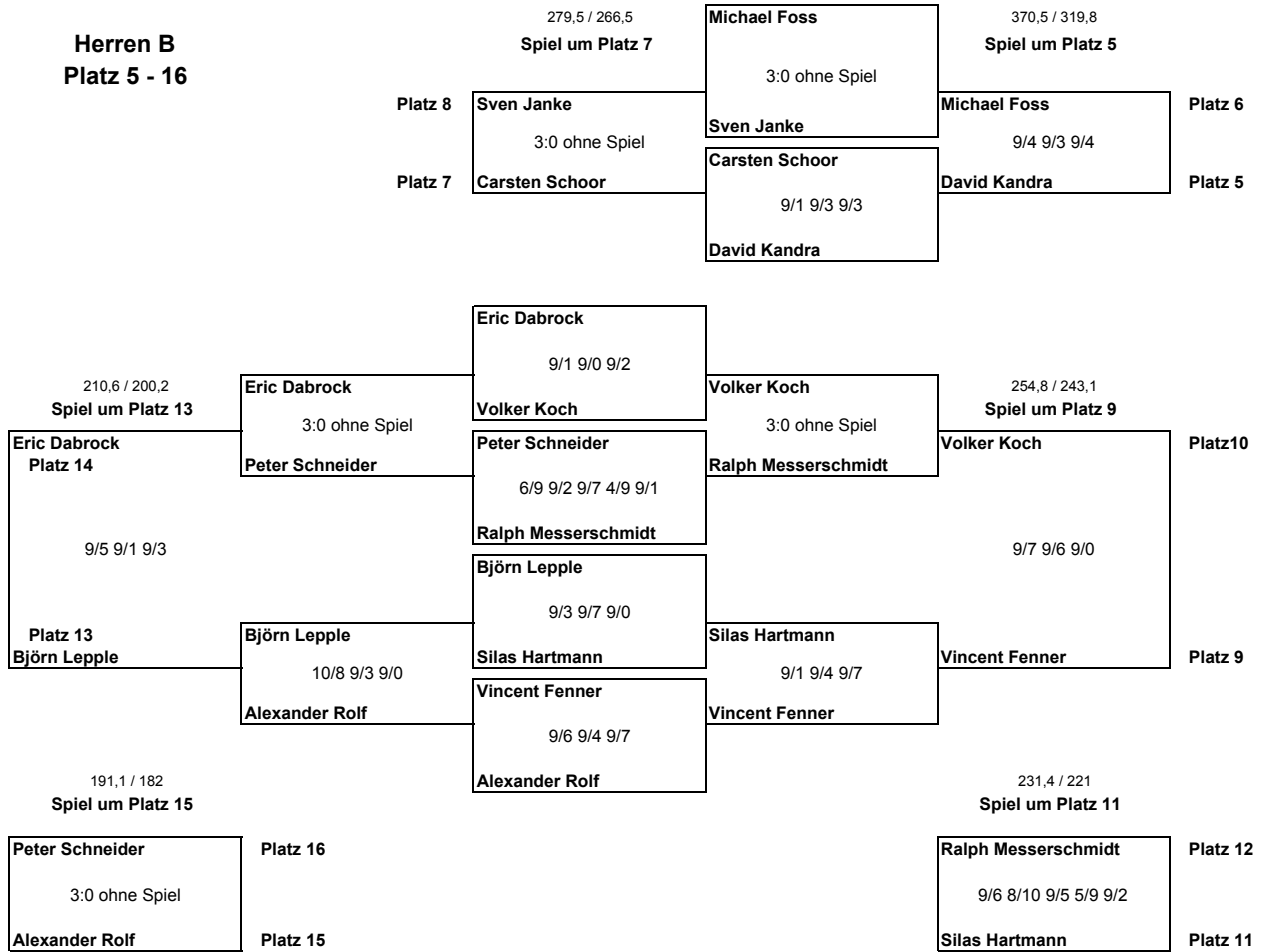 Herren B
Platz 5 - 16
279,5 / 266,5
Spiel um Platz 7
Michael Foss
370,5 / 319,8
Spiel um Platz 5
3:0 ohne Spiel
Platz 8
Sven Janke
Sven Janke
Michael Foss
Platz 6
3:0 ohne Spiel
9/4 9/3 9/4
Carsten Schoor
Platz 7
Carsten Schoor
David Kandra
Platz 5
9/1 9/3 9/3
David Kandra
Eric Dabrock
9/1 9/0 9/2
210,6 / 200,2
Spiel um Platz 13
Eric Dabrock
Volker Koch
Volker Koch
254,8 / 243,1
Spiel um Platz 9
3:0 ohne Spiel
3:0 ohne Spiel
Eric Dabrock
Platz 14
Peter Schneider
Peter Schneider
Ralph Messerschmidt
Volker Koch
Platz10
6/9 9/2 9/7 4/9 9/1
Ralph Messerschmidt
9/5 9/1 9/3
9/7 9/6 9/0
Björn Lepple
9/3 9/7 9/0
Platz 13
Björn Lepple
Björn Lepple
Silas Hartmann
Silas Hartmann
Vincent Fenner
Platz 9
10/8 9/3 9/0
9/1 9/4 9/7
Vincent Fenner
Alexander Rolf
Vincent Fenner
9/6 9/4 9/7
Alexander Rolf
191,1 / 182
Spiel um Platz 15
231,4 / 221
Spiel um Platz 11
Peter Schneider
Platz 16
Ralph Messerschmidt
Platz 12
3:0 ohne Spiel
9/6 8/10 9/5 5/9 9/2
Alexander Rolf
Platz 15
Silas Hartmann
Platz 11